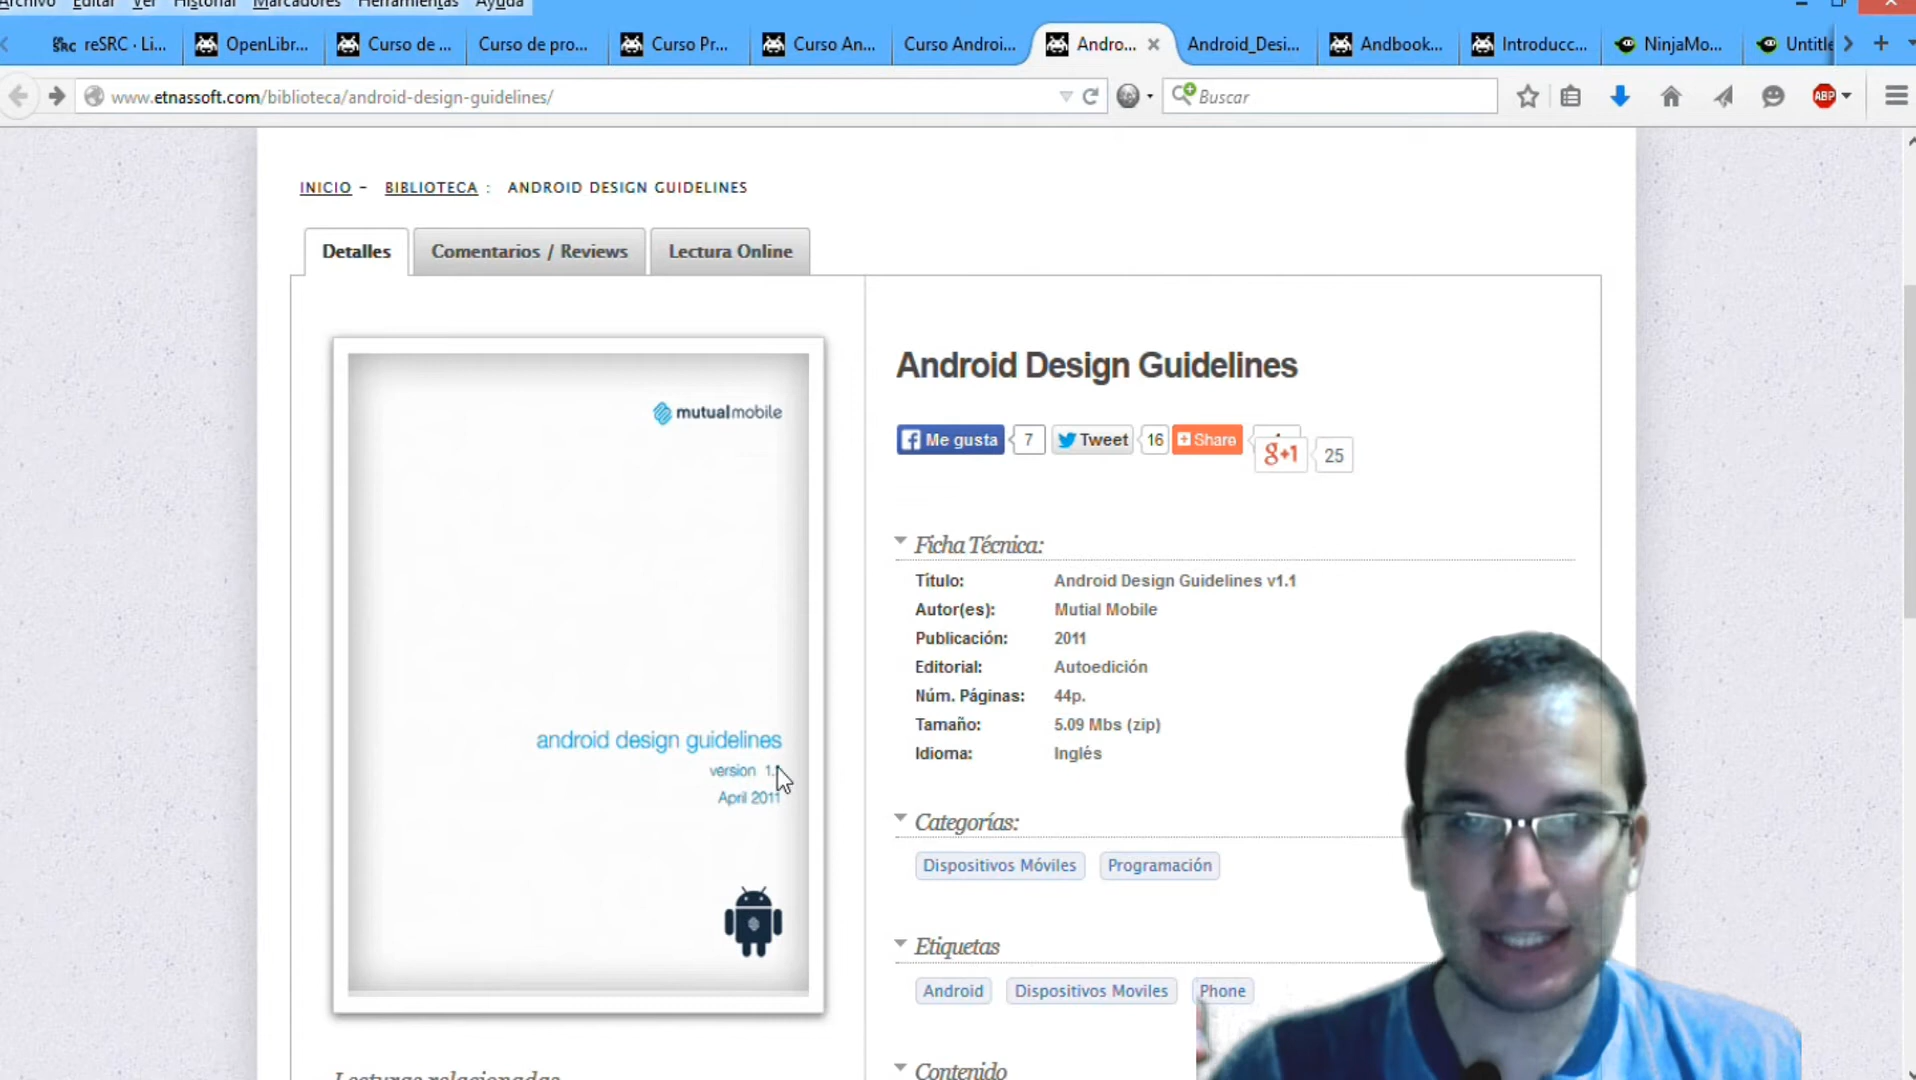 Archivo Editar Ver Historial Marcadores Herramientas Ayuda
reSRC · Li... OpenLibr... Curso de ... Curso de pro... Curso Pr... Curso An... Curso Androi... Andro... Android_Desi... Andbook... Introducc... NinjaMo... Untitle
www.etnassoft.com/biblioteca/android-design-guidelines/
Buscar
ABP
INICIO - BIBLIOTECA : ANDROID DESIGN GUIDELINES
Detalles Comentarios / Reviews Lectura Online
mutualmobile
android design guidelines
version
April 2011
Android Design Guidelines
Me gusta 7 Tweet 16 Share g+1 25
Ficha Técnica:
Título: Android Design Guidelines v1.1
Autor(es): Mutial Mobile
Publicación: 2011
Editorial: Autoedición
Núm. Páginas: 44p.
Tamaño: 5.09 Mbs (zip)
Idioma: Inglés
Categorías:
Dispositivos Móviles Programación
Etiquetas
Android Dispositivos Moviles Phone
Contenido
Lecturas relacionadas